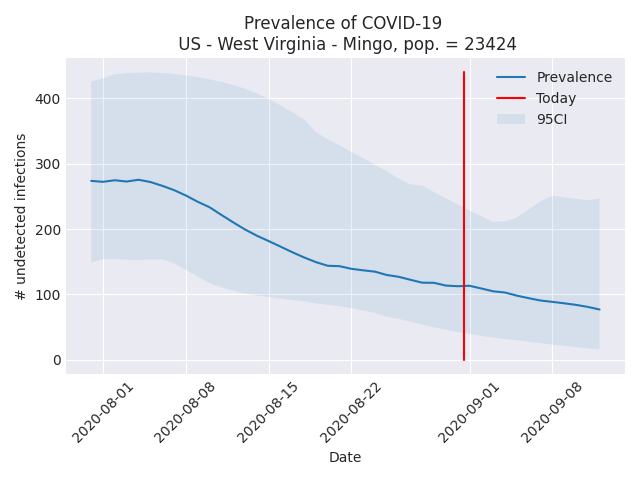 Prevalence of COVID-19
US - West Virginia - Mingo, pop. = 23424
Prevalence
Today
95CI
400
300
200
100
0
# undetected infections
2020-08-01
2020-08-08
2020-08-15
2020-08-22
2020-09-01
2020-09-08
Date